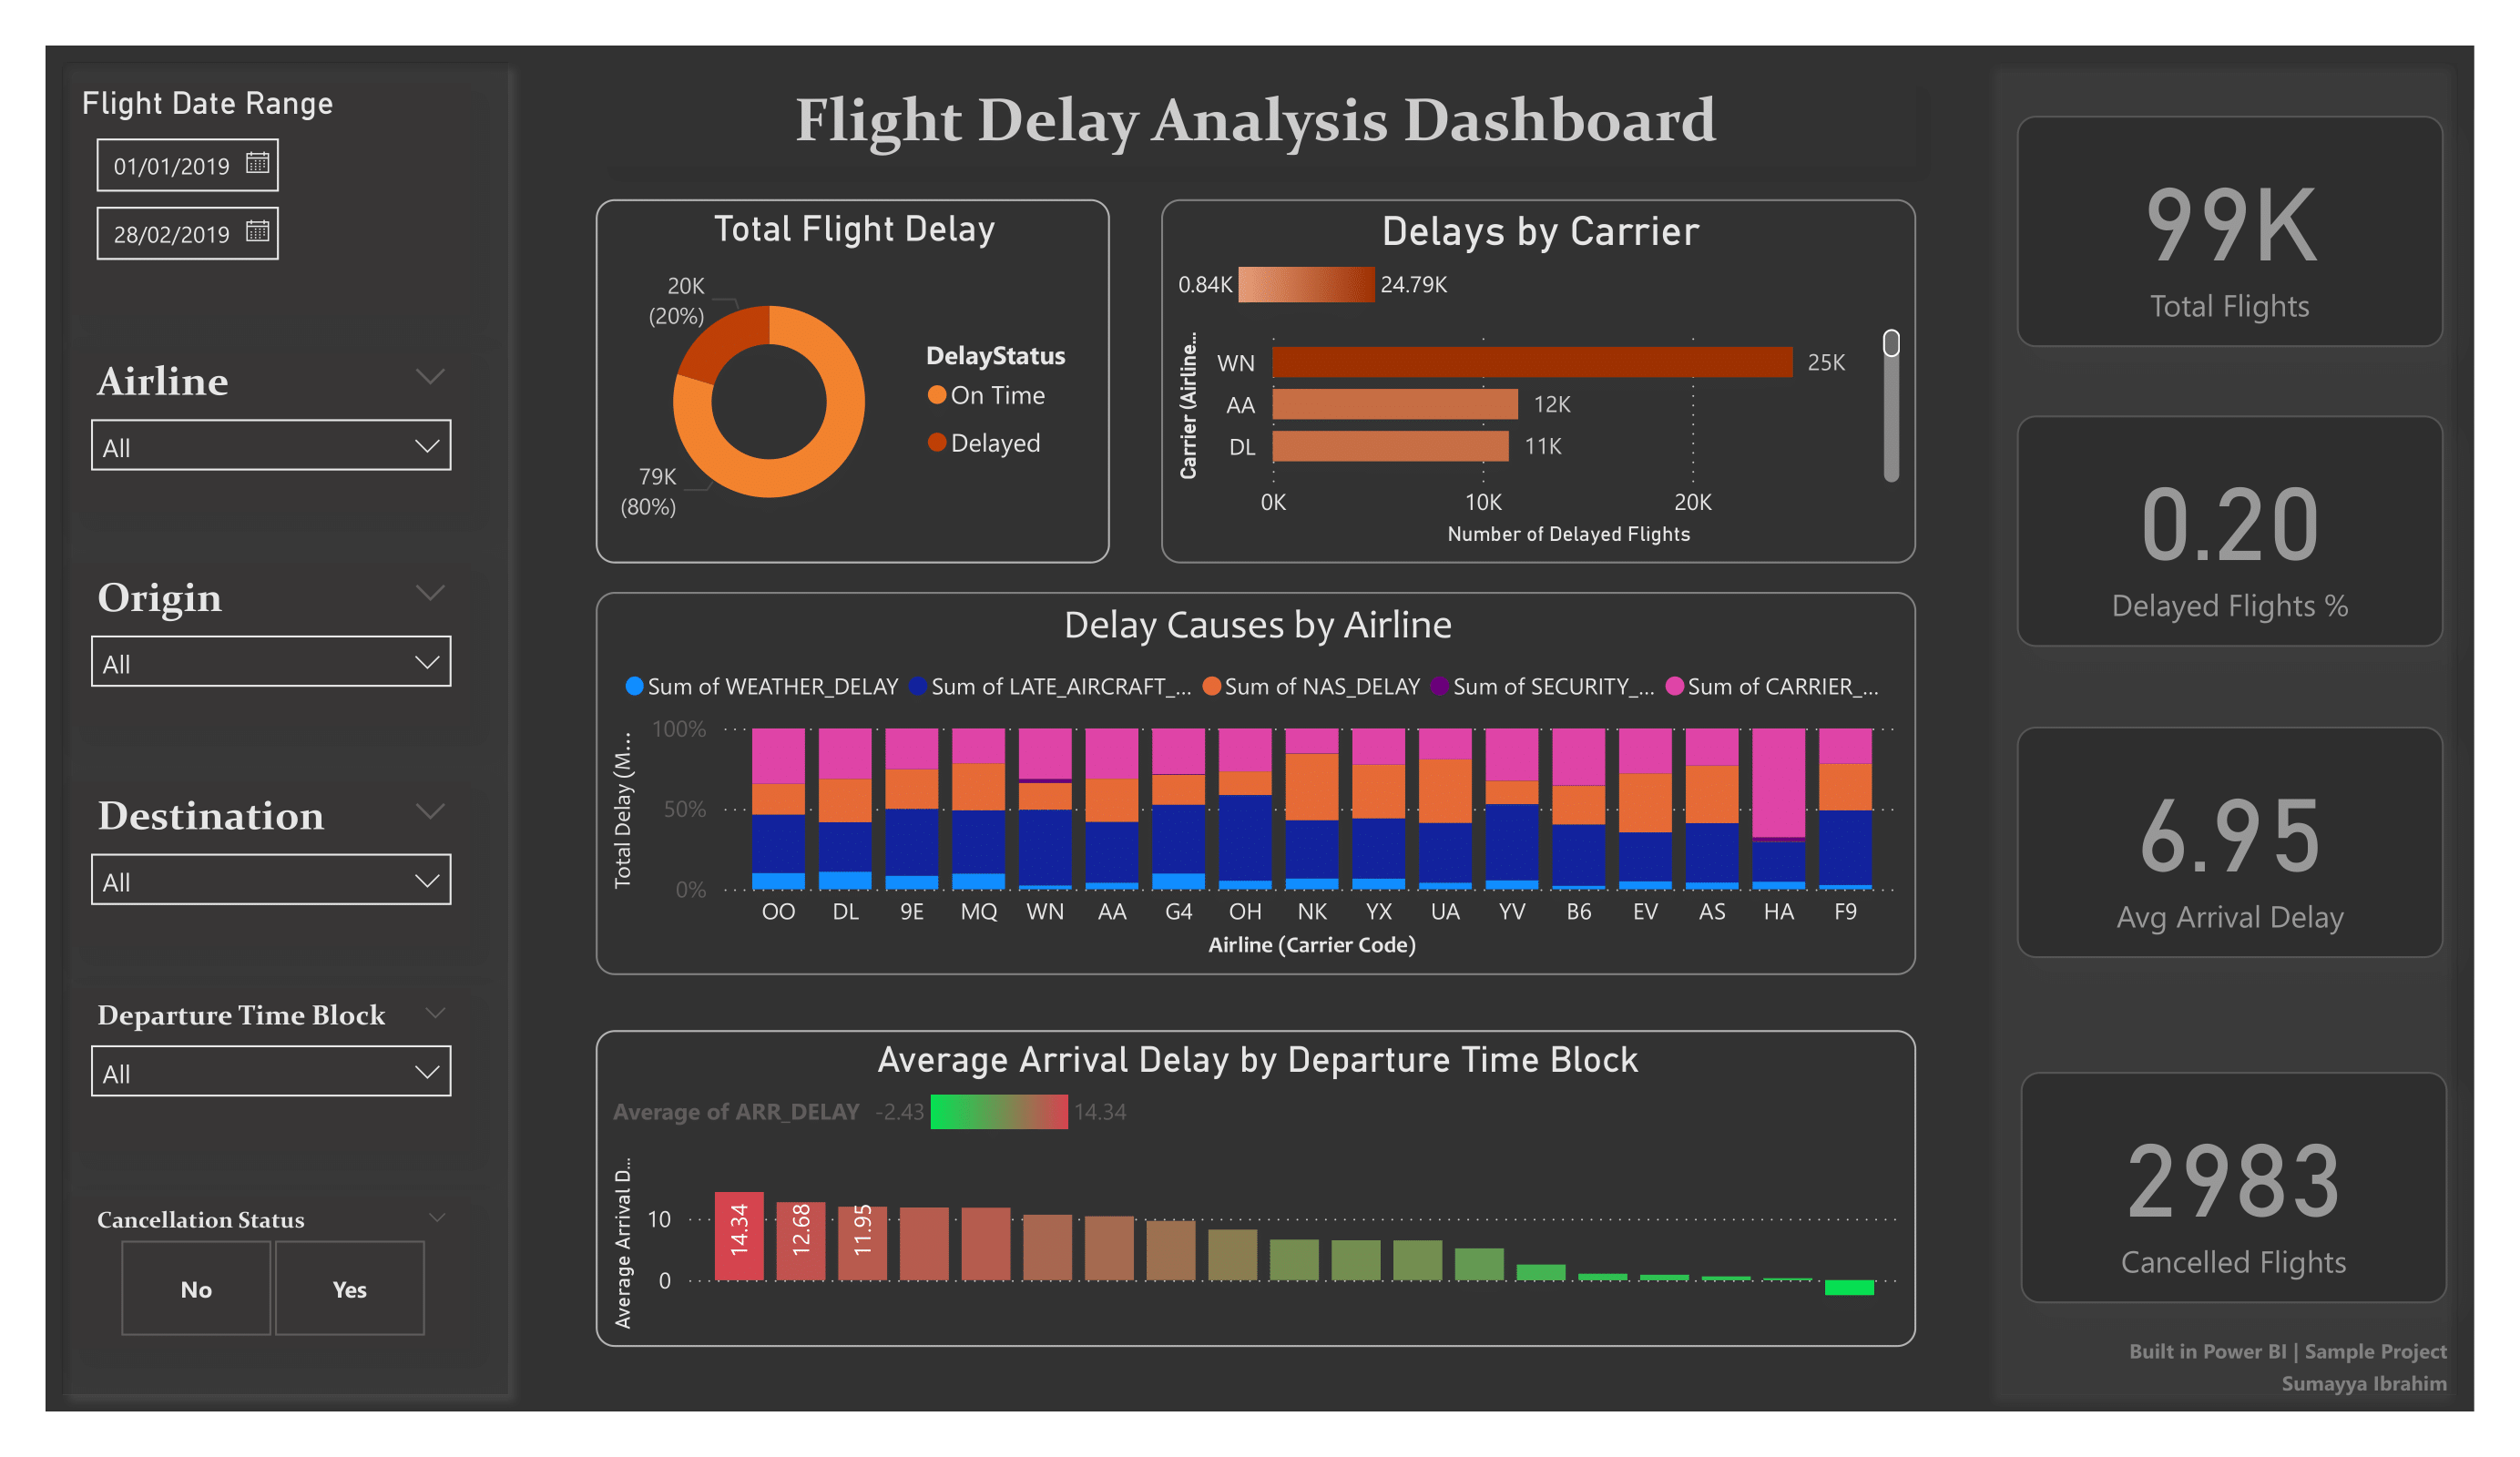 Flight Date Range
01/01/2019
28/02/2019
Airline
All
Origin
All
Destination
All
Departure Time Block
All
Cancellation Status
No
Yes
Flight Delay Analysis Dashboard
Total Flight Delay
20K
(20%)
79K
(80%)
DelayStatus
On Time
Delayed
Delays by Carrier
0.84K
24.79K
Carrier (Airline...
WN
25K
AA
12K
DL
11K
0K
10K
20K
Number of Delayed Flights
Delay Causes by Airline
Sum of WEATHER_DELAY
Sum of LATE_AIRCRAFT_...
Sum of NAS_DELAY
Sum of SECURITY_...
Sum of CARRIER_...
Total Delay (M...
100%
50%
0%
OO DL 9E MQ WN AA G4 OH NK YX UA YV B6 EV AS HA F9
Airline (Carrier Code)
Average Arrival Delay by Departure Time Block
Average of ARR_DELAY -2.43 14.34
Average Arrival D...
10
0
14.34
12.68
11.95
99K
Total Flights
0.20
Delayed Flights %
6.95
Avg Arrival Delay
2983
Cancelled Flights
Built in Power BI | Sample Project
Sumayya Ibrahim